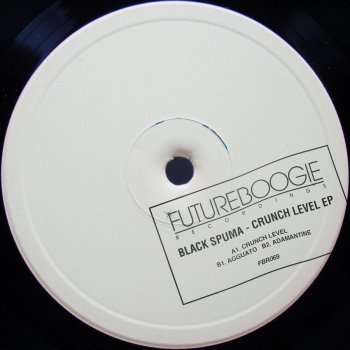 FUTUREBOOGIE
RECORDINGS
BLACK SPUMA - CRUNCH LEVEL EP
A1. CRUNCH LEVEL
B1. AGGUATO B2. ADAMANTINE
FBR069